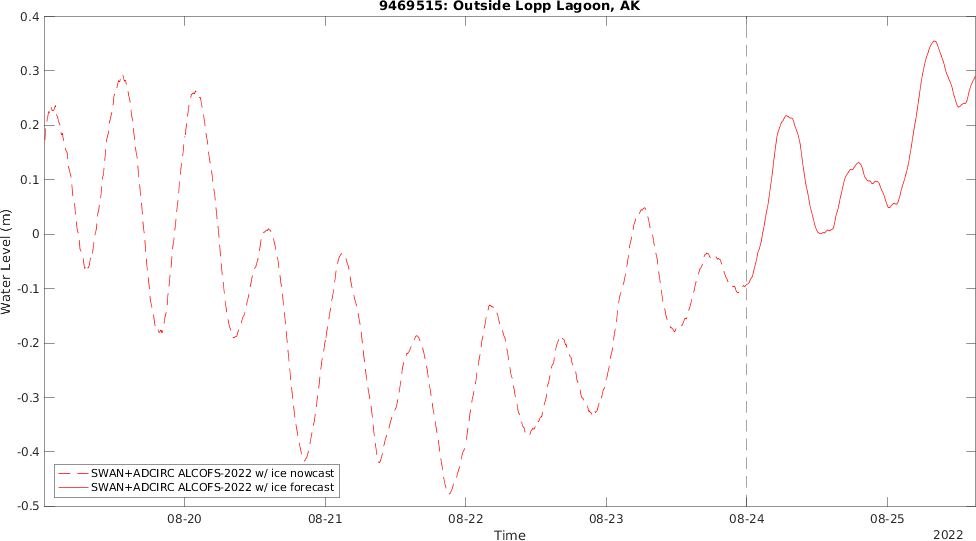 9469515: Outside Lopp Lagoon, AK
0.4
0.3
0.2
0.1
0
-0.1
-0.2
-0.3
-0.4
-0.5
Water Level (m)
SWAN+ADCIRC ALCOFS-2022 w/ ice nowcast
SWAN+ADCIRC ALCOFS-2022 w/ ice forecast
08-20 08-21 08-22 08-23 08-24 08-25
Time
2022